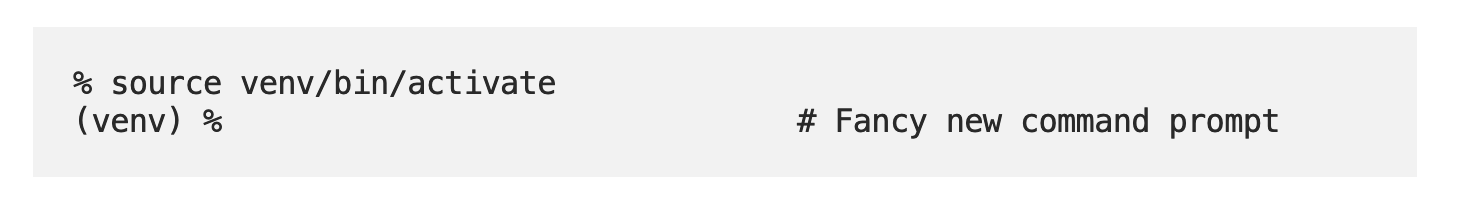 % source venv/bin/activate
(venv) %                               # Fancy new command prompt